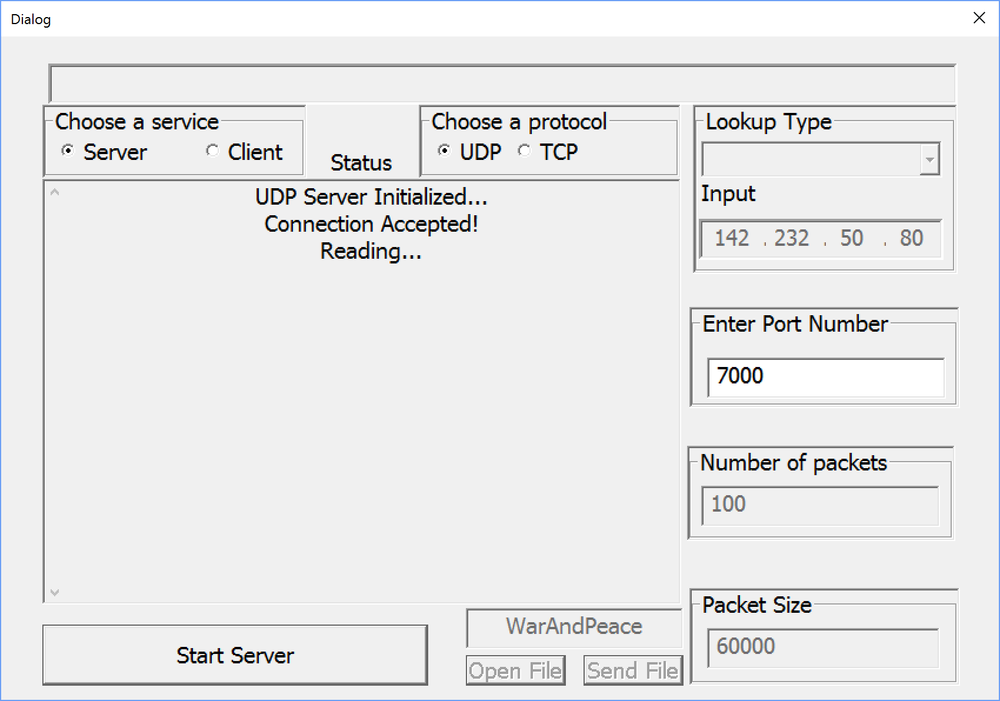 Dialog
Choose a service
Server
Client
Status
Choose a protocol
UDP
TCP
Lookup Type
Input
142 . 232 . 50 . 80
UDP Server Initialized...
Connection Accepted!
Reading...
Enter Port Number
7000
Number of packets
100
Packet Size
60000
Start Server
WarAndPeace
Open File
Send File